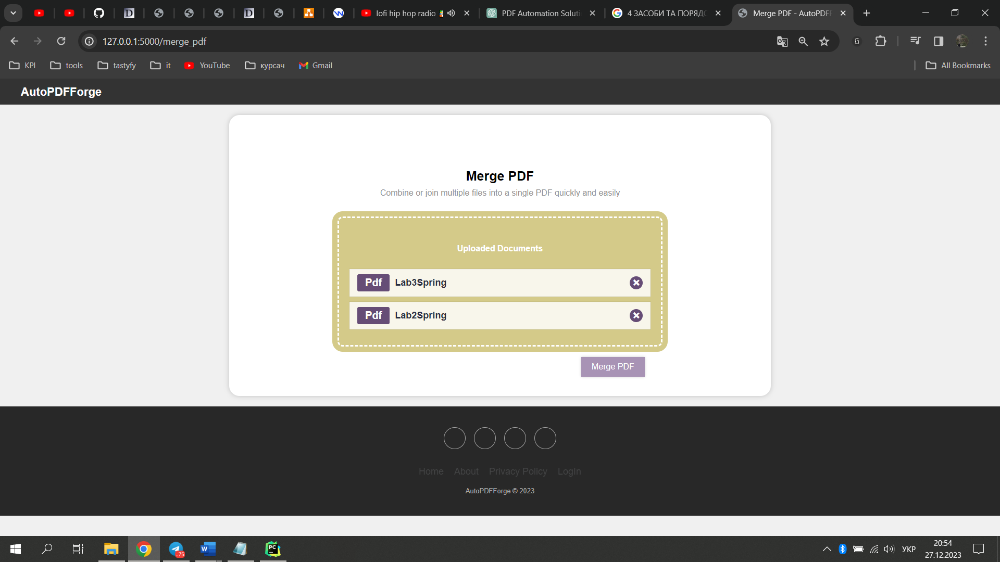 lofi hip hop radio
PDF Automation Soluti
4 ЗАСОБИ ТА ПОРЯДО
Merge PDF - AutoPDFF
127.0.0.1:5000/merge_pdf
KPI
tools
tastyfy
it
YouTube
курсач
Gmail
All Bookmarks
AutoPDFForge
Merge PDF
Combine or join multiple files into a single PDF quickly and easily
Uploaded Documents
Pdf Lab3Spring
Pdf Lab2Spring
Merge PDF
Home About Privacy Policy LogIn
AutoPDFForge © 2023
..75
УКР
20:54
27.12.2023